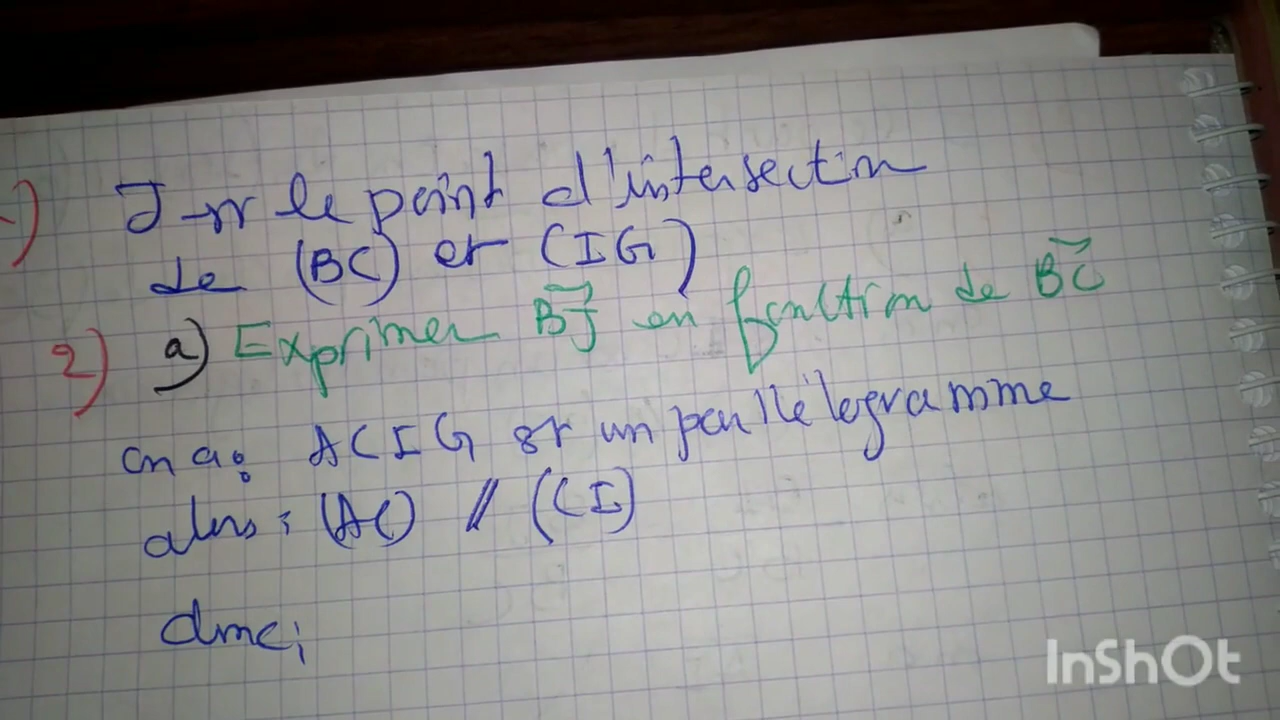 J est le point d'intersection
de (BC) et (IG)
2) a) Exprimer BJ en fonction de BC
on a: ACIG est un parllélegramme
alors: (AC) // (CI)
donc;
InShOt